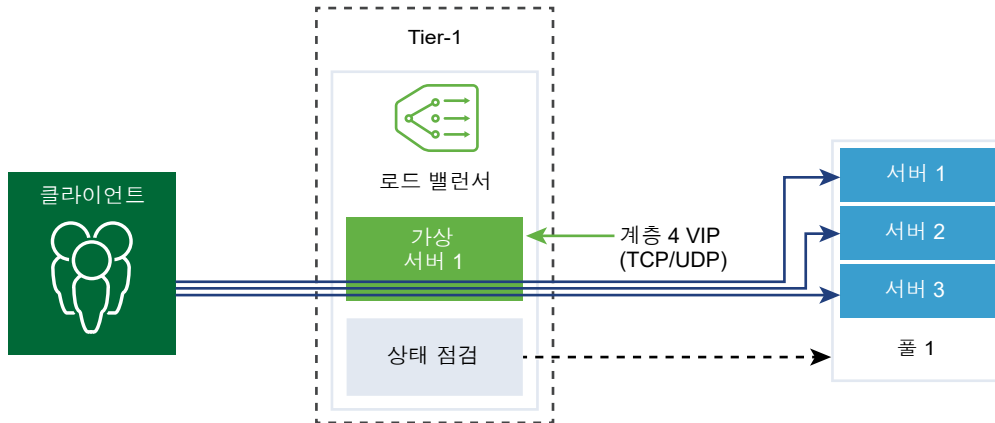 Tier-1
로드 밸런서
클라이언트
가상
서버 1
계층 4 VIP
(TCP/UDP)
상태 점검
서버 1
서버 2
서버 3
풀 1